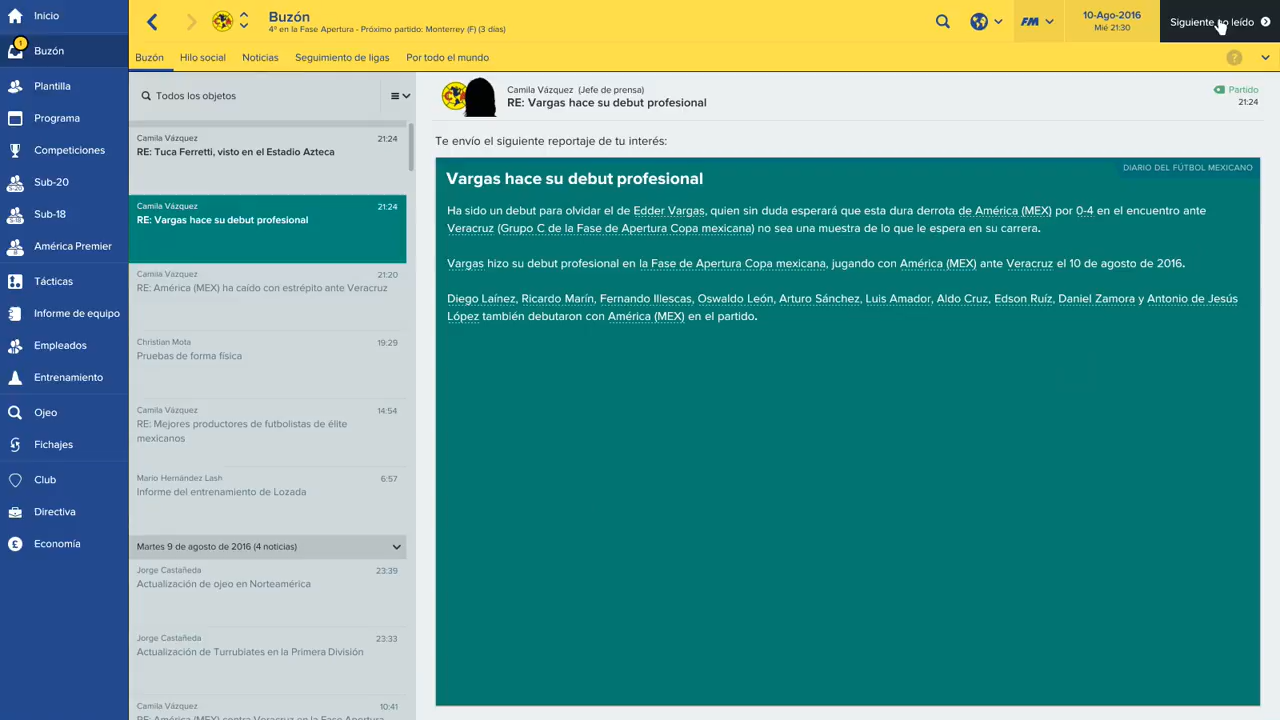 Buzón
4º en la Fase Apertura - Próximo partido: Monterrey (F) (3 días)
FM
10-Ago-2016
Mié 21:30
Siguiente no leído
Inicio
1
Buzón
Plantilla
Programa
Competiciones
Sub-20
Sub-18
América Premier
Tácticas
Informe de equipo
Empleados
Entrenamiento
Ojeo
Fichajes
Club
Directiva
Economía
Buzón
Hilo social
Noticias
Seguimiento de ligas
Por todo el mundo
?
Todos los objetos
Camila Vázquez 21:24
RE: Tuca Ferretti, visto en el Estadio Azteca
Camila Vázquez 21:24
RE: Vargas hace su debut profesional
Camila Vázquez 21:20
RE: América (MEX) ha caído con estrépito ante Veracruz
Christian Mota 19:29
Pruebas de forma física
Camila Vázquez 14:54
RE: Mejores productores de futbolistas de élite
mexicanos
Mario Hernández Lash 6:57
Informe del entrenamiento de Lozada
Martes 9 de agosto de 2016 (4 noticias)
Jorge Castañeda 23:39
Actualización de ojeo en Norteamérica
Jorge Castañeda 23:33
Actualización de Turrubiates en la Primera División
Camila Vázquez 10:41
RE: América (MEX) contra Veracruz en la Fase Apertura
Camila Vázquez (Jefe de prensa)
RE: Vargas hace su debut profesional
Partido
21:24
Te envío el siguiente reportaje de tu interés:
DIARIO DEL FÚTBOL MEXICANO
Vargas hace su debut profesional
Ha sido un debut para olvidar el de Edder Vargas, quien sin duda esperará que esta dura derrota de América (MEX) por 0-4 en el encuentro ante
Veracruz (Grupo C de la Fase de Apertura Copa mexicana) no sea una muestra de lo que le espera en su carrera.
Vargas hizo su debut profesional en la Fase de Apertura Copa mexicana, jugando con América (MEX) ante Veracruz el 10 de agosto de 2016.
Diego Laínez, Ricardo Marín, Fernando Illescas, Oswaldo León, Arturo Sánchez, Luis Amador, Aldo Cruz, Edson Ruíz, Daniel Zamora y Antonio de Jesús
López también debutaron con América (MEX) en el partido.